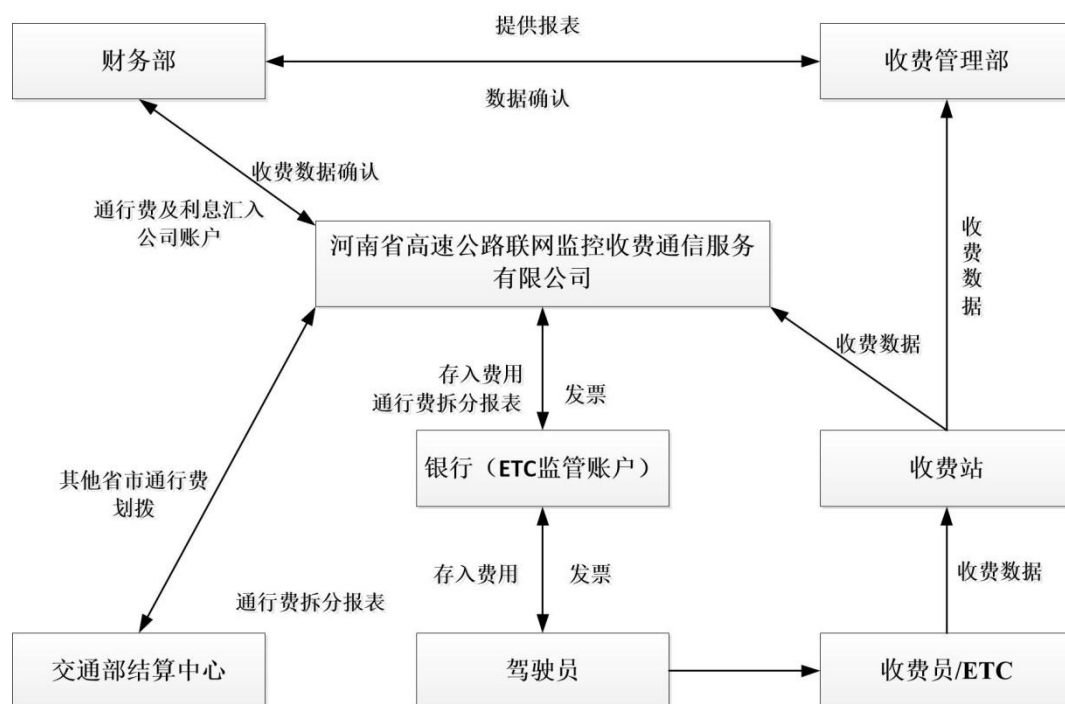 提供报表
财务部
收费管理部
数据确认
收费数据确认
通行费及利息汇入
公司账户
收费数据
河南省高速公路联网监控收费通信服务
有限公司
收费数据
存入费用
通行费拆分报表
发票
银行（ETC监管账户）
收费站
其他省市通行费
划拨
存入费用
发票
收费数据
通行费拆分报表
交通部结算中心
驾驶员
收费员/ETC